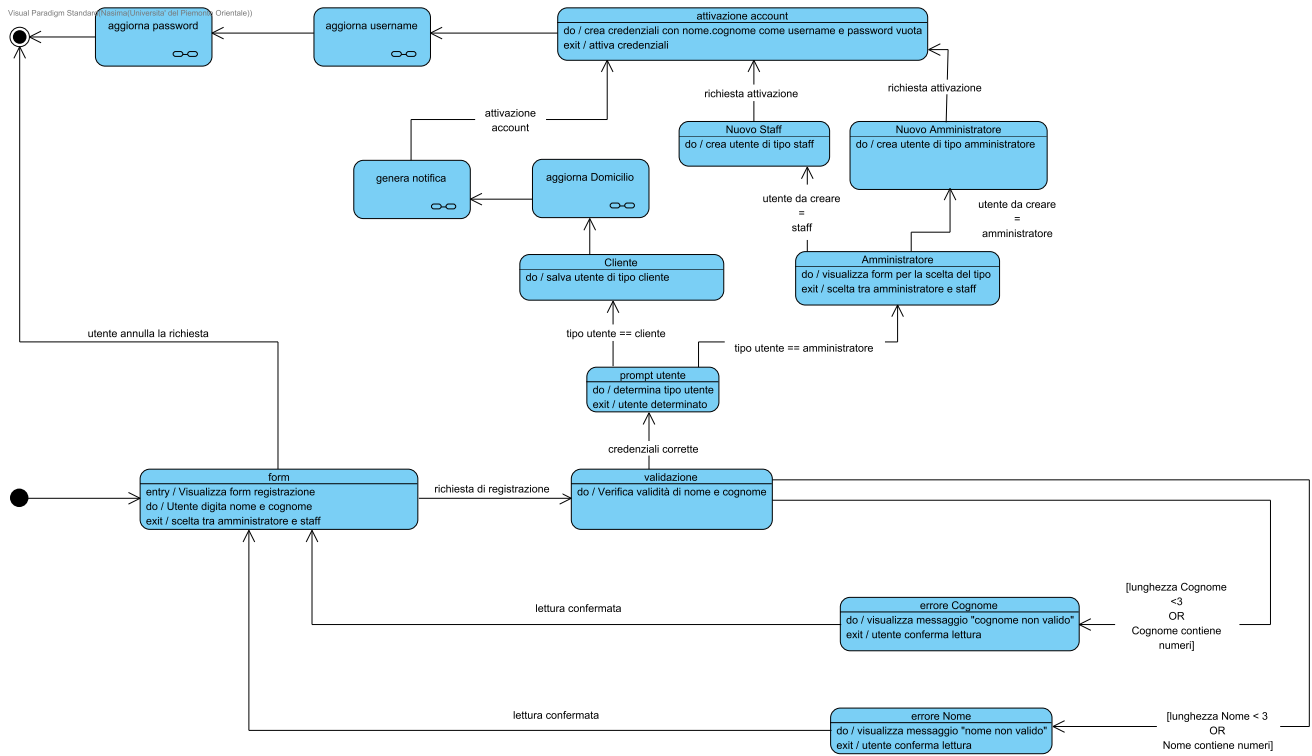 Visual Paradigm Standard(Nasima(Universita' del Piemonte Orientale))
aggiorna password
aggiorna username
attivazione account
do / crea credenziali con nome.cognome come username e password vuota
exit / attiva credenziali
attivazione
account
richiesta attivazione
richiesta attivazione
Nuovo Staff
do / crea utente di tipo staff
Nuovo Amministratore
do / crea utente di tipo amministratore
genera notifica
aggiorna Domicilio
utente da creare
=
staff
utente da creare
=
amministratore
Cliente
do / salva utente di tipo cliente
Amministratore
do / visualizza form per la scelta del tipo
exit / scelta tra amministratore e staff
utente annulla la richiesta
tipo utente == cliente
tipo utente == amministratore
prompt utente
do / determina tipo utente
exit / utente determinato
credenziali corrette
form
entry / Visualizza form registrazione
do / Utente digita nome e cognome
exit / scelta tra amministratore e staff
richiesta di registrazione
validazione
do / Verifica validità di nome e cognome
lettura confermata
errore Cognome
do / visualizza messaggio "cognome non valido"
exit / utente conferma lettura
[lunghezza Cognome
<3
OR
Cognome contiene
numeri]
lettura confermata
errore Nome
do / visualizza messaggio "nome non valido"
exit / utente conferma lettura
[lunghezza Nome < 3
OR
Nome contiene numeri]